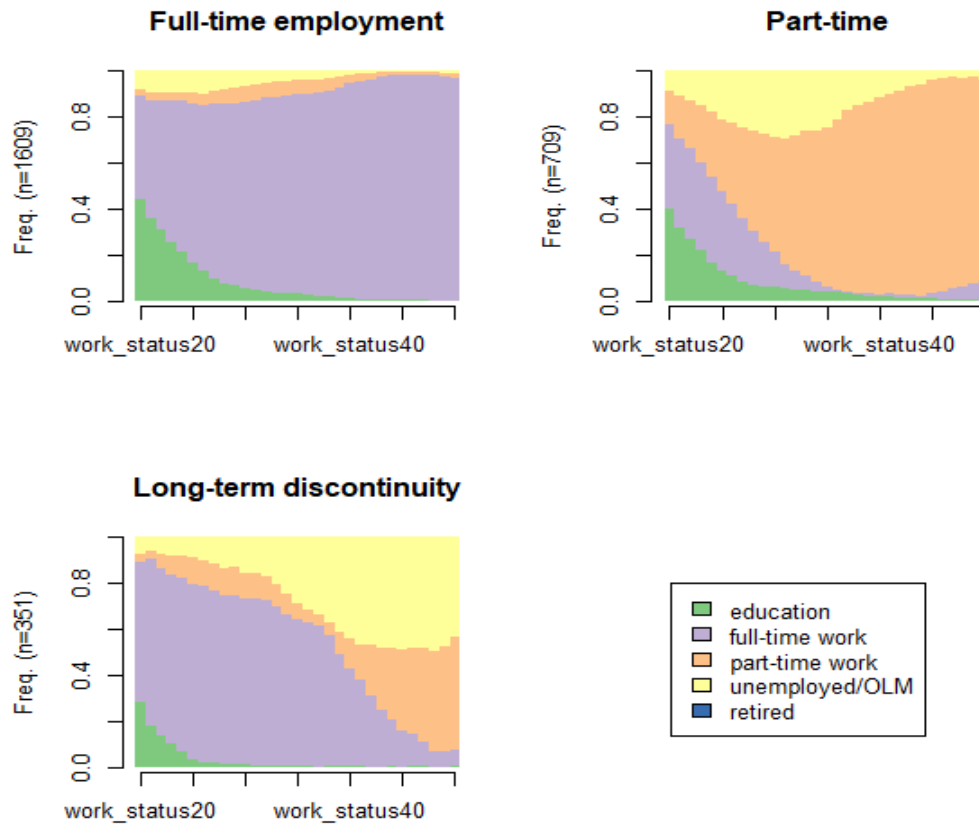 Full-time employment
Freq. (n=1609)
0.0 0.4 0.8
work_status20 work_status40
Part-time
Freq. (n=709)
0.0 0.4 0.8
work_status20 work_status40
Long-term discontinuity
Freq. (n=351)
0.0 0.4 0.8
work_status20 work_status40
education
full-time work
part-time work
unemployed/OLM
retired